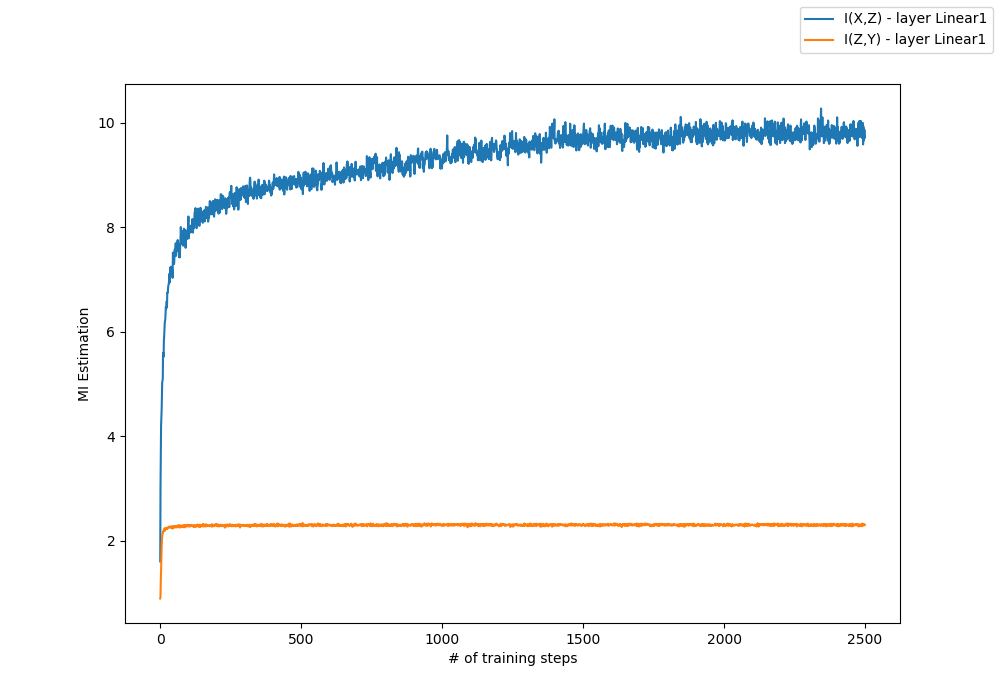 I(X,Z) - layer Linear1
I(Z,Y) - layer Linear1
10
8
6
4
2
MI Estimation
0
500
1000
1500
2000
2500
# of training steps